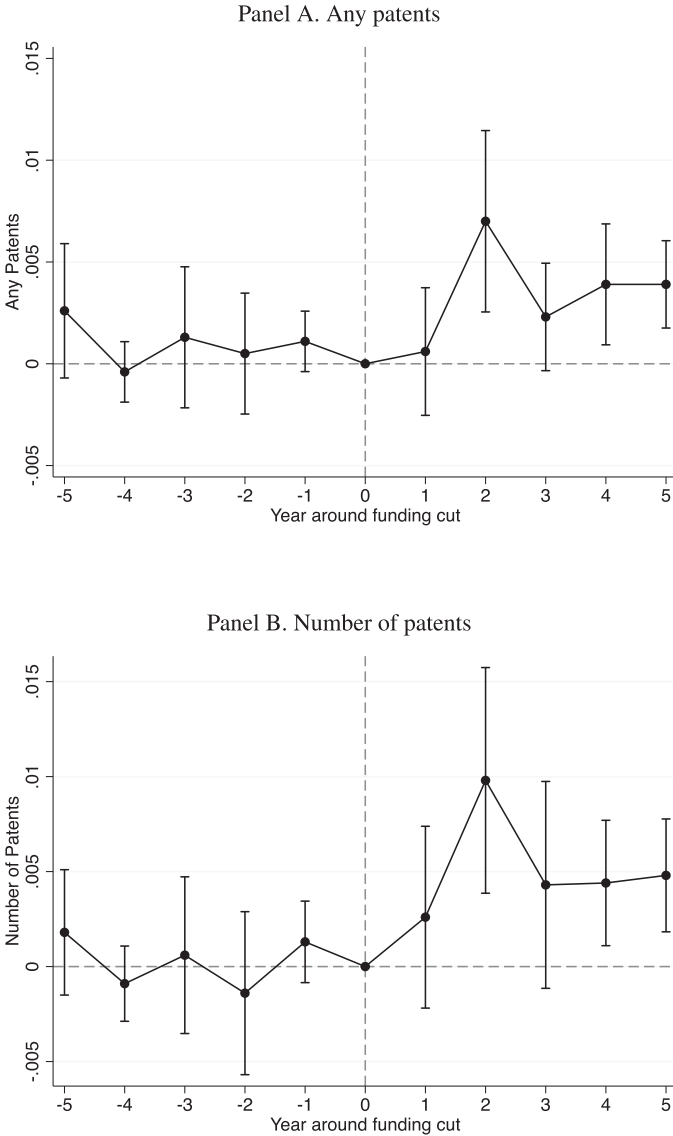 Panel A. Any patents
.015
.01
.005
0
-.005
Any Patents
-5 -4 -3 -2 -1 0 1 2 3 4 5
Year around funding cut
Panel B. Number of patents
.015
.01
.005
0
-.005
Number of Patents
-5 -4 -3 -2 -1 0 1 2 3 4 5
Year around funding cut